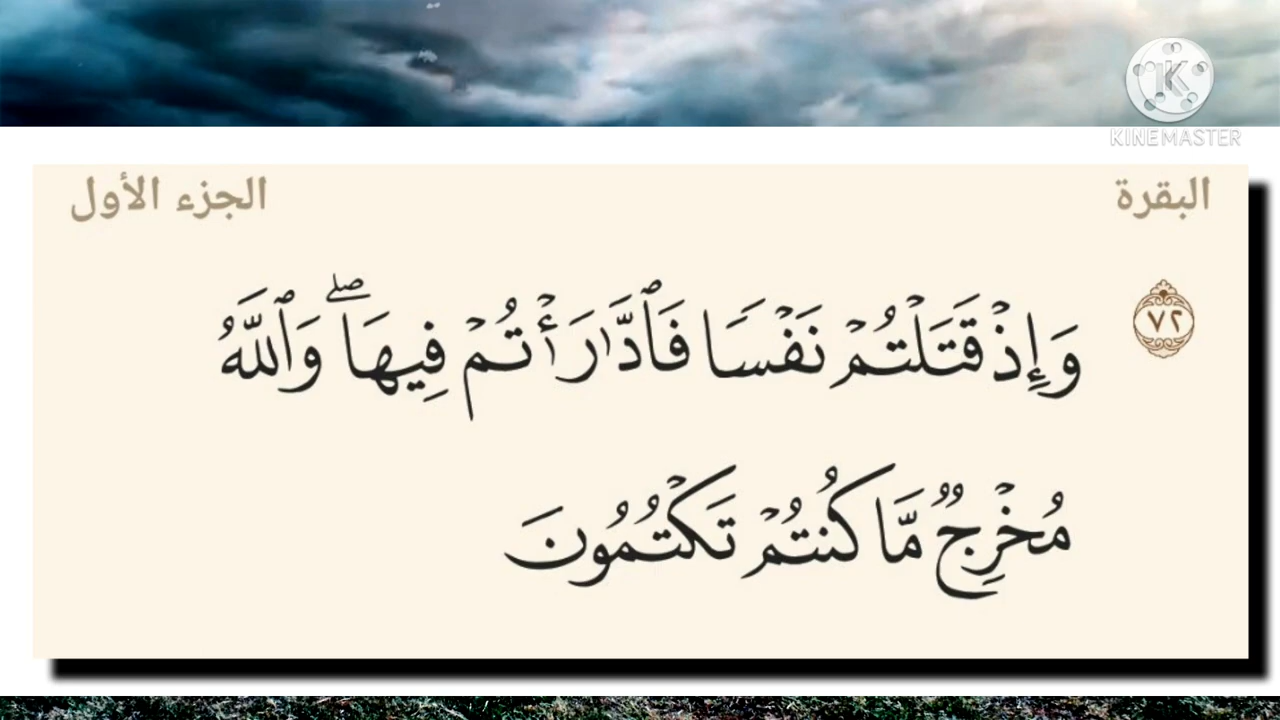 KINEMASTER
البقرة
الجزء الأول
٧٢
وَإِذْ قَتَلْتُمْ نَفْسًا فَٱدَّٰرَْٰٔتُمْ فِيهَا ۖ وَٱللَّهُ
مُخْرِجٌ مَّا كُنتُمْ تَكْتُمُونَ